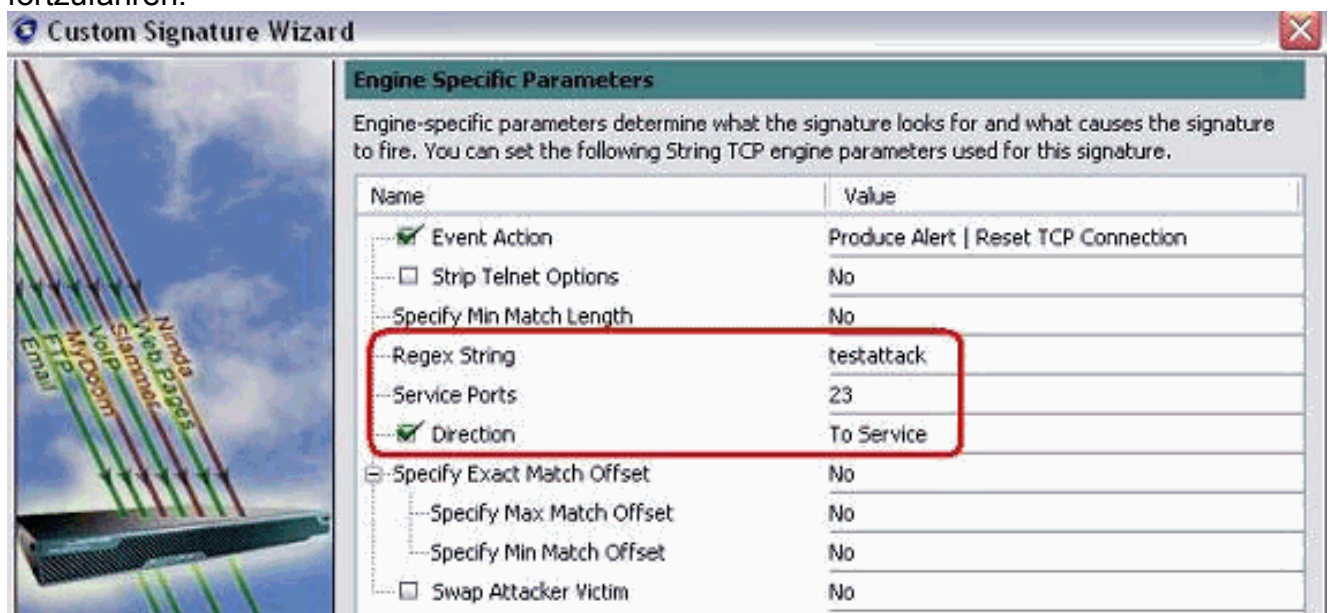 fortzufahren.
Custom Signature Wizard
Engine Specific Parameters
Engine-specific parameters determine what the signature looks for and what causes the signature
to fire. You can set the following String TCP engine parameters used for this signature.
Name Value
Event Action Produce Alert | Reset TCP Connection
Strip Telnet Options No
Specify Min Match Length No
Regex String testattack
Service Ports 23
Direction To Service
Specify Exact Match Offset No
Specify Max Match Offset No
Specify Min Match Offset No
Swap Attacker Victim No
Email
FTP
MyDoom
VoIP
Slammer
Web Pages
Nimda